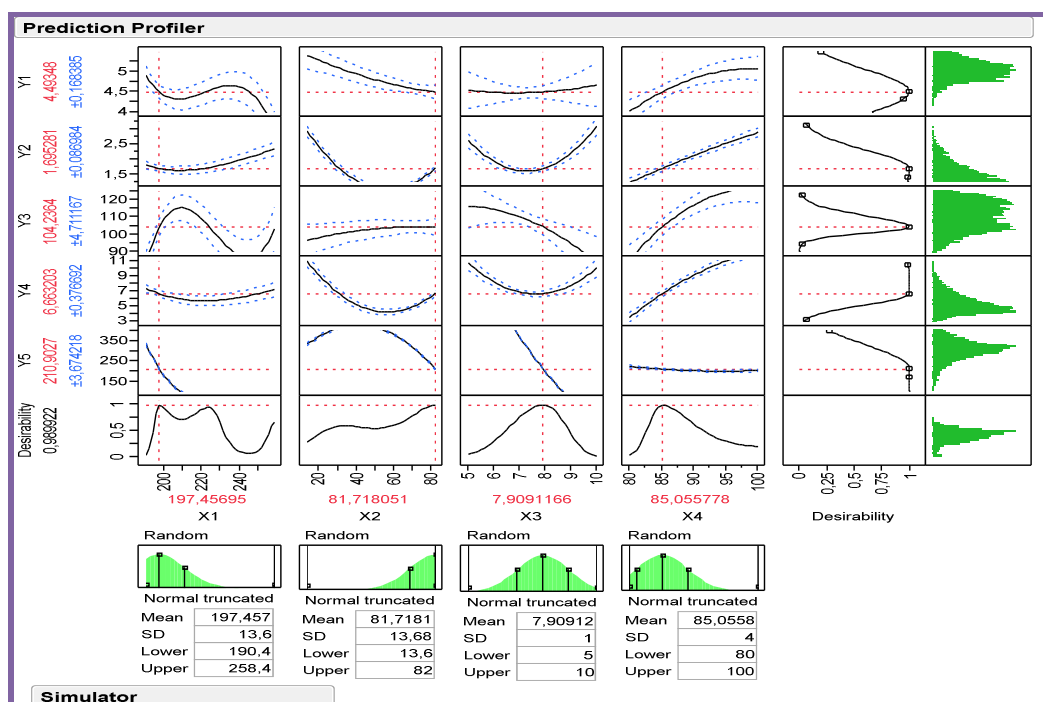 Prediction Profiler
Y1
4,49348
±0,168385
5
4,5
4
Y2
1,695281
±0,086984
2,5
1,5
Y3
104,2364
±4,711167
120
110
100
90
Y4
6,663203
±0,376692
11
9
7
5
3
Y5
210,9027
±3,674218
350
250
150
Desirability
0,989922
1
0,5
0
200 220 240 20 40 60 80 5 6 7 8 9 10 80 85 90 95 100 0 0,25 0,5 0,75 1
197,45695 81,718051 7,9091166 85,055778
X1 X2 X3 X4 Desirability
Random Random Random Random
Normal truncated Normal truncated Normal truncated Normal truncated
Mean 197,457 Mean 81,7181 Mean 7,90912 Mean 85,0558
SD 13,6 SD 13,68 SD 1 SD 4
Lower 190,4 Lower 13,6 Lower 5 Lower 80
Upper 258,4 Upper 82 Upper 10 Upper 100
Simulator